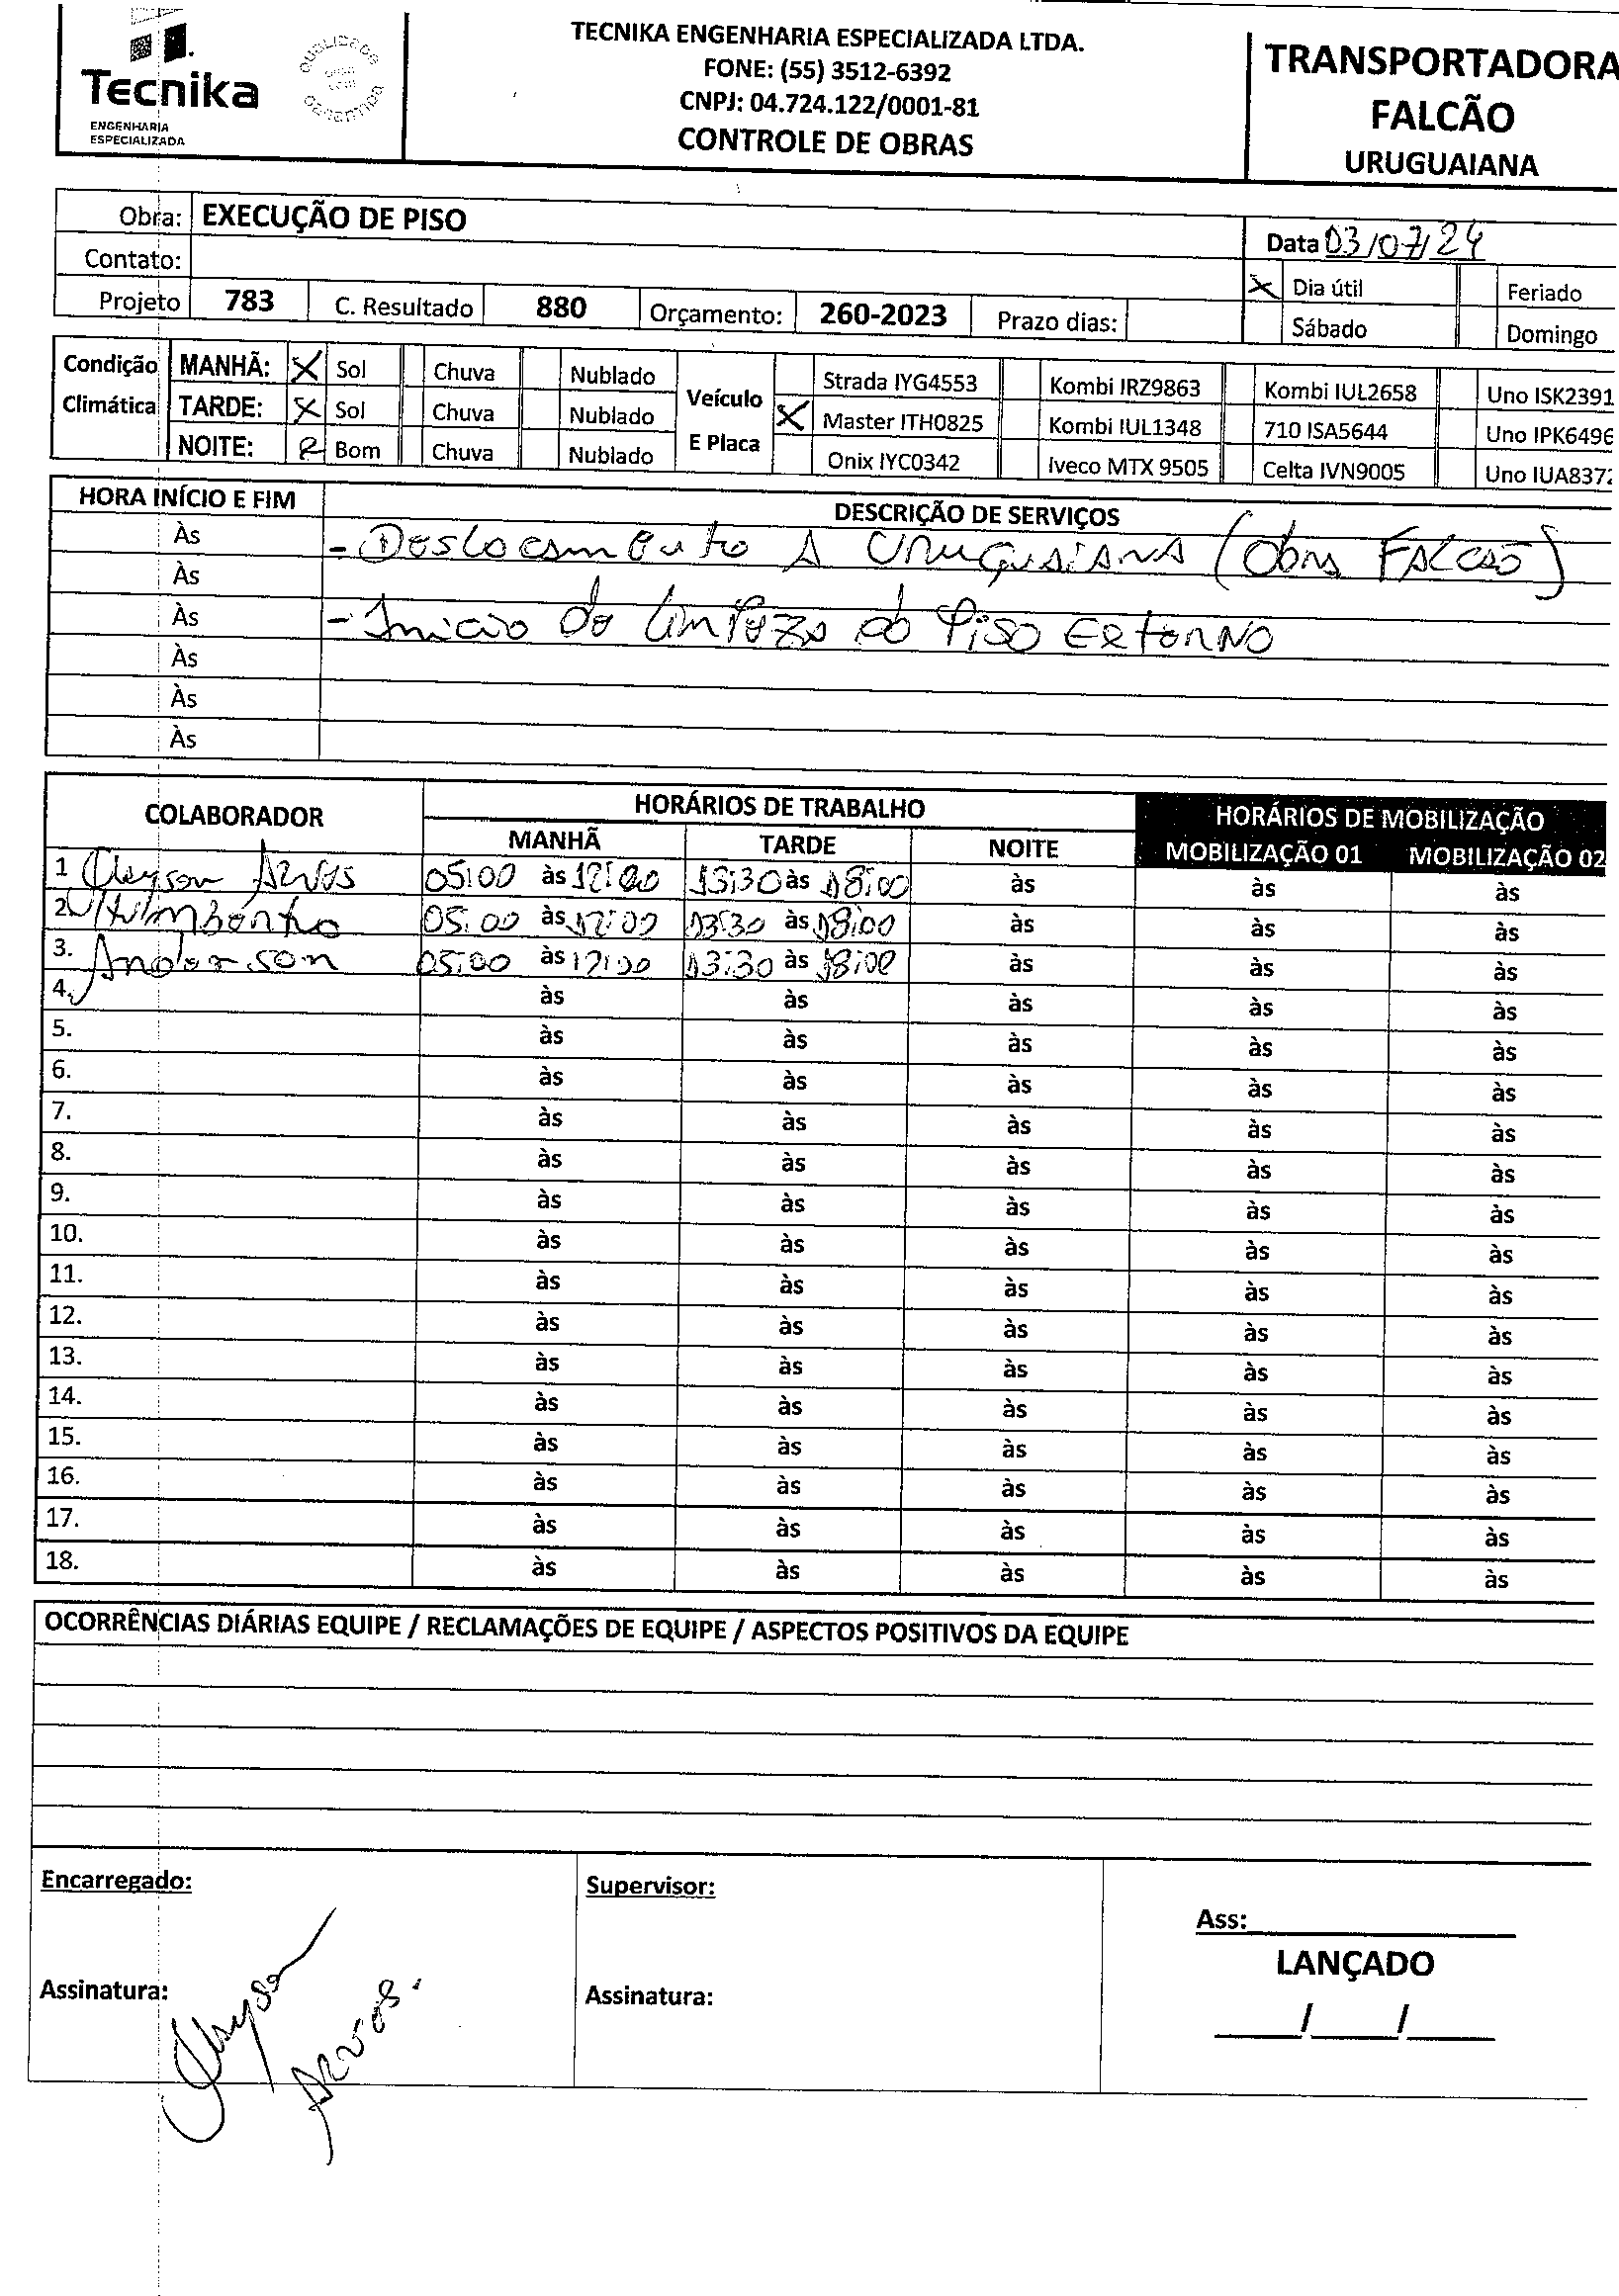 Tecnika
ENGENHARIA
ESPECIALIZADA
TECNIKA ENGENHARIA ESPECIALIZADA LTDA.
FONE: (55) 3512-6392
CNPJ: 04.724.122/0001-81
CONTROLE DE OBRAS
TRANSPORTADORA
FALCÃO
URUGUAIANA
Obra: EXECUÇÃO DE PISO
Data 03/07/24
Contato:
X Dia útil Feriado
Projeto 783 C. Resultado 880 Orçamento: 260-2023 Prazo dias:
Sábado Domingo
Condição Climática
MANHÃ: X Sol Chuva Nublado
TARDE: X Sol Chuva Nublado
NOITE: Bom Chuva Nublado
Veículo E Placa
Strada IYG4553 Kombi IRZ9863 Kombi IUL2658 Uno ISK2391
X Master ITH0825 Kombi IUL1348 710 ISA5644 Uno IPK6496
Onix IYC0342 Iveco MTX 9505 Celta IVN9005 Uno IUA837
HORA INÍCIO E FIM DESCRIÇÃO DE SERVIÇOS
Às - Deslocamento A Uruguaiana (Obra Falcão)
Às
Às - Início do limpeza do Piso Externo
Às
Às
Às
COLABORADOR HORÁRIOS DE TRABALHO HORÁRIOS DE MOBILIZAÇÃO
MANHÃ TARDE NOITE MOBILIZAÇÃO 01 MOBILIZAÇÃO 02
1 05:00 às 12:00 13:30 às 18:00 às às às
2. 05:00 às 12:00 13:30 às 18:00 às às às
3. Anderson 05:00 às 12:00 13:30 às 18:00 às às às
4. às às às às às
5. às às às às às
6. às às às às às
7. às às às às às
8. às às às às às
9. às às às às às
10. às às às às às
11. às às às às às
12. às às às às às
13. às às às às às
14. às às às às às
15. às às às às às
16. às às às às às
17. às às às às às
18. às às às às às
OCORRÊNCIAS DIÁRIAS EQUIPE / RECLAMAÇÕES DE EQUIPE / ASPECTOS POSITIVOS DA EQUIPE
Encarregado:
Supervisor:
Ass:
LANÇADO
Assinatura:
Assinatura:
___/___/___